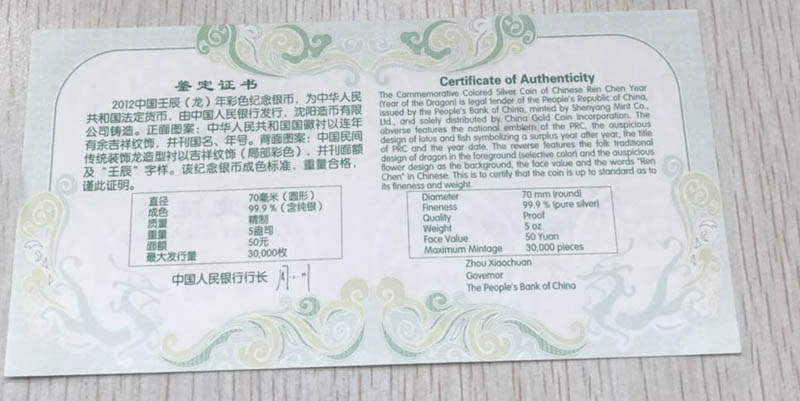 鉴定证书
2012中国壬辰（龙）年彩色纪念银币，为中华人民
共和国法定货币，由中国人民银行发行，沈阳造币有限
公司铸造。正面图案：中华人民共和国国徽衬以连年
有余吉祥纹饰，并刊国名、年号。背面图案：中国民间
传统装饰龙造型衬以吉祥纹饰（局部彩色），并刊面额
及“壬辰”字样。该纪念银币成色标准，重量合格，
谨此证明。
直径 70毫米（圆形）
成色 99.9％（含纯银）
质量 精制
重量 5盎司
面额 50元
最大发行量 30,000枚
中国人民银行行长
Certificate of Authenticity
The Commemorative Colored Silver Coin of Chinese Ren Chen Year
(Year of the Dragon) is legal tender of the People's Republic of China,
issued by the People's Bank of China, minted by Shenyang Mint Co.,
Ltd., and solely distributed by China Gold Coin Incorporation. The
obverse features the national emblem of the PRC, the auspicious
design of lotus and fish symbolizing a surplus year after year, the title
of PRC and the year date. The reverse features the folk traditional
design of dragon in the foreground (selective color) and the auspicious
flower design as the background, the face value and the words "Ren
Chen" in Chinese. This is to certify that the coin is up to standard as to
its fineness and weight.
Diameter 70 mm (round)
Fineness 99.9 % (pure silver)
Quality Proof
Weight 5 oz
Face Value 50 Yuan
Maximum Mintage 30,000 pieces
Zhou Xiaochuan
Governor
The People's Bank of China